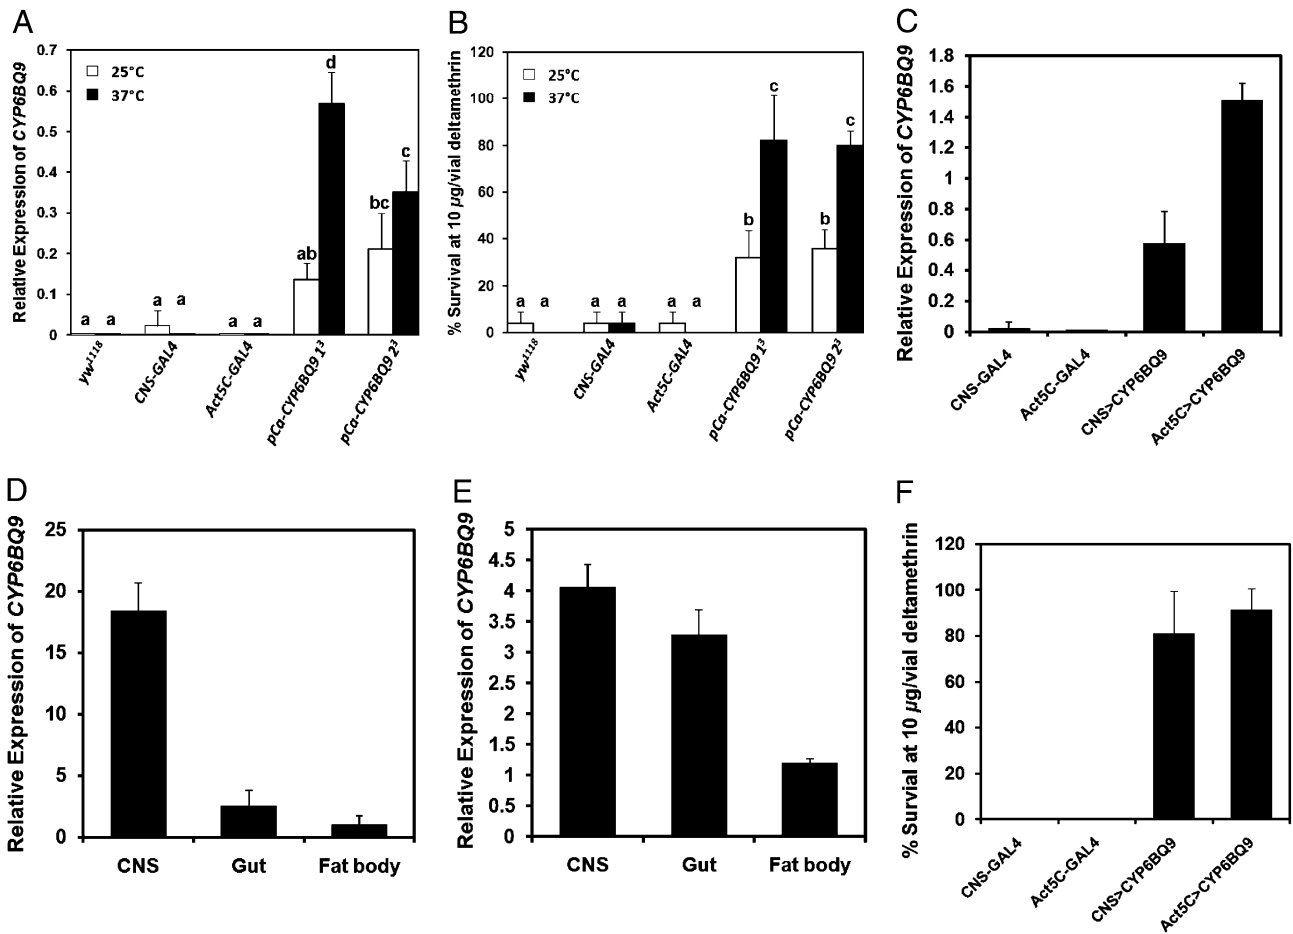 A
Relative Expression of CYP6BQ9
0.7
0.6
0.5
0.4
0.3
0.2
0.1
0
25°C
37°C
a a
a a
a a
ab d
bc c
yw1118
CNS-GAL4
Act5C-GAL4
pCa-CYP6BQ9 1³
pCa-CYP6BQ9 2³
B
% Survival at 10 µg/vial deltamethrin
120
100
80
60
40
20
0
25°C
37°C
a a
a a
a a
b c
b c
yw1118
CNS-GAL4
Act5C-GAL4
pCa-CYP6BQ9 1³
pCa-CYP6BQ9 2³
C
Relative Expression of CYP6BQ9
1.8
1.6
1.4
1.2
1
0.8
0.6
0.4
0.2
0
CNS-GAL4
Act5C-GAL4
CNS>CYP6BQ9
Act5C>CYP6BQ9
D
Relative Expression of CYP6BQ9
25
20
15
10
5
0
CNS
Gut
Fat body
E
Relative Expression of CYP6BQ9
5
4.5
4
3.5
3
2.5
2
1.5
1
0.5
0
CNS
Gut
Fat body
F
% Survial at 10 µg/vial deltamethrin
120
100
80
60
40
20
0
CNS-GAL4
Act5C-GAL4
CNS>CYP6BQ9
Act5C>CYP6BQ9